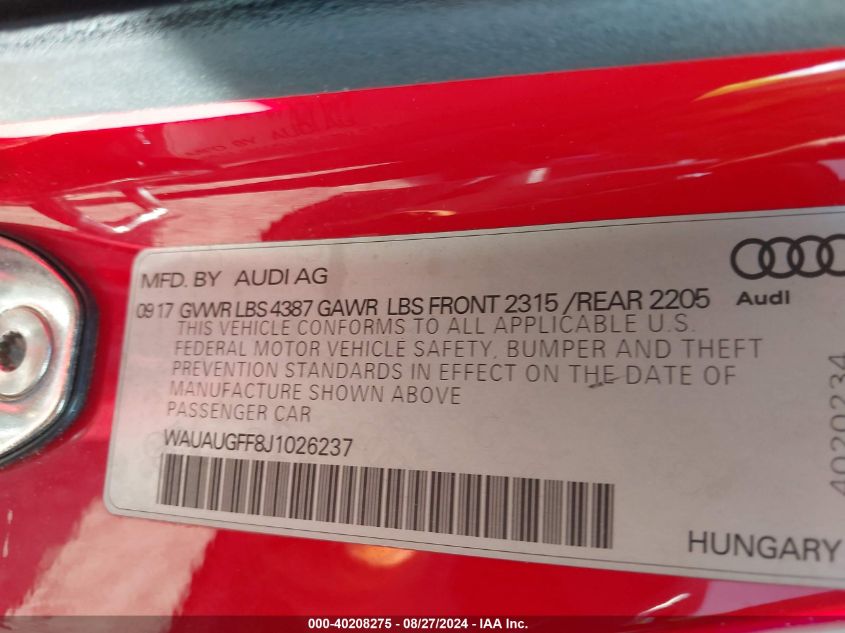 MFD. BY AUDI AG
Audi
09 17 GVWR LBS 4387 GAWR LBS FRONT 2315 /REAR 2205
THIS VEHICLE CONFORMS TO ALL APPLICABLE U.S.
FEDERAL MOTOR VEHICLE SAFETY, BUMPER AND THEFT
PREVENTION STANDARDS IN EFFECT ON THE DATE OF
MANUFACTURE SHOWN ABOVE
PASSENGER CAR
WAUAUGFF8J1026237
4020234
HUNGARY
000-40208275 - 08/27/2024 - IAA Inc.